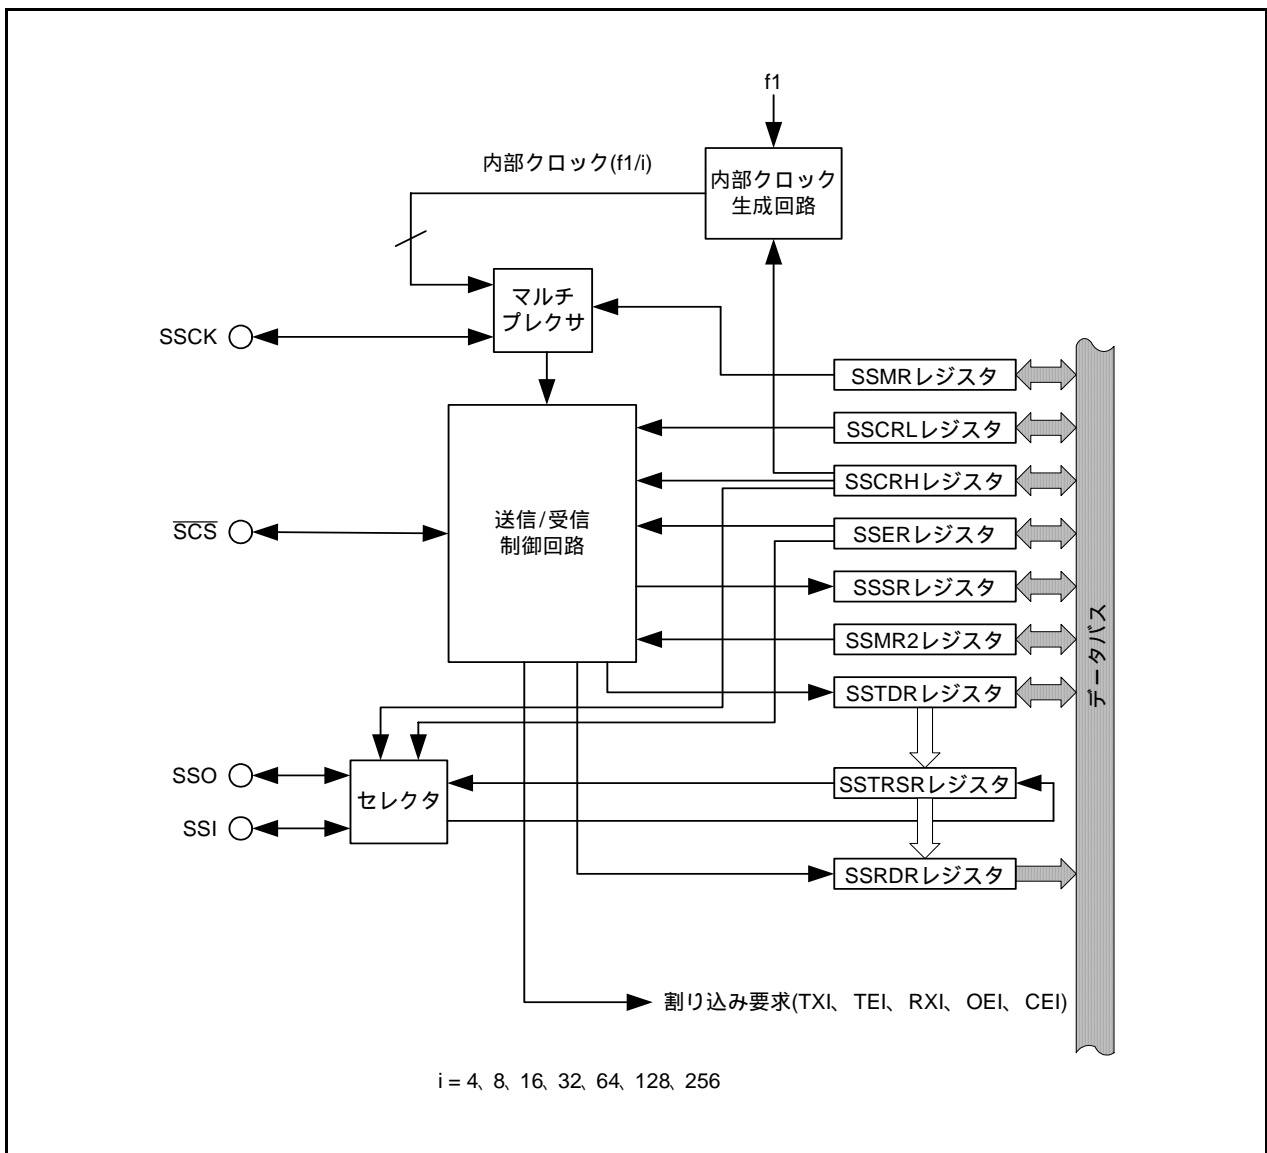 f1
内部クロック(f1/i)
内部クロック
生成回路
マルチ
プレクサ
SSCK
SSMRレジスタ
SSCRLレジスタ
SSCRHレジスタ
SCS
送信/受信
制御回路
SSERレジスタ
SSSRレジスタ
SSMR2レジスタ
データバス
SSTDRレジスタ
SSO
セレクタ
SSTRSRレジスタ
SSI
SSRDRレジスタ
割り込み要求(TXI、TEI、RXI、OEI、CEI)
i = 4、8、16、32、64、128、256